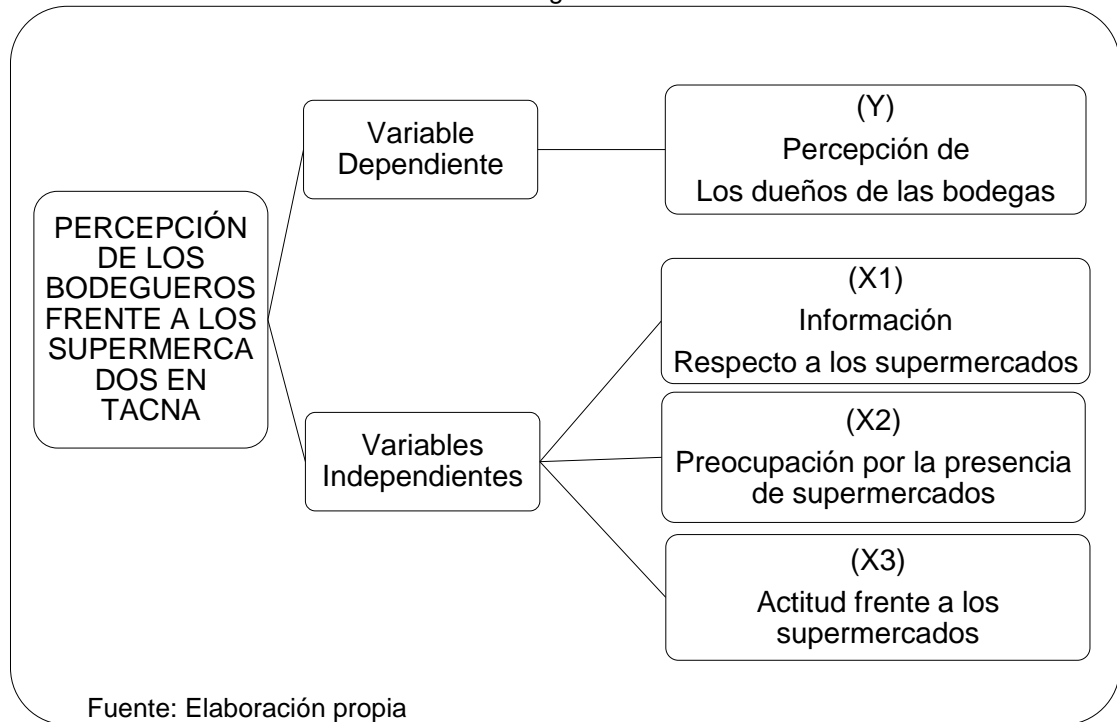 PERCEPCIÓN
DE LOS
BODEGUEROS
FRENTE A LOS
SUPERMERCA
DOS EN
TACNA
Variable
Dependiente
(Y)
Percepción de
Los dueños de las bodegas
Variables
Independientes
(X1)
Información
Respecto a los supermercados
(X2)
Preocupación por la presencia
de supermercados
(X3)
Actitud frente a los
supermercados
Fuente: Elaboración propia